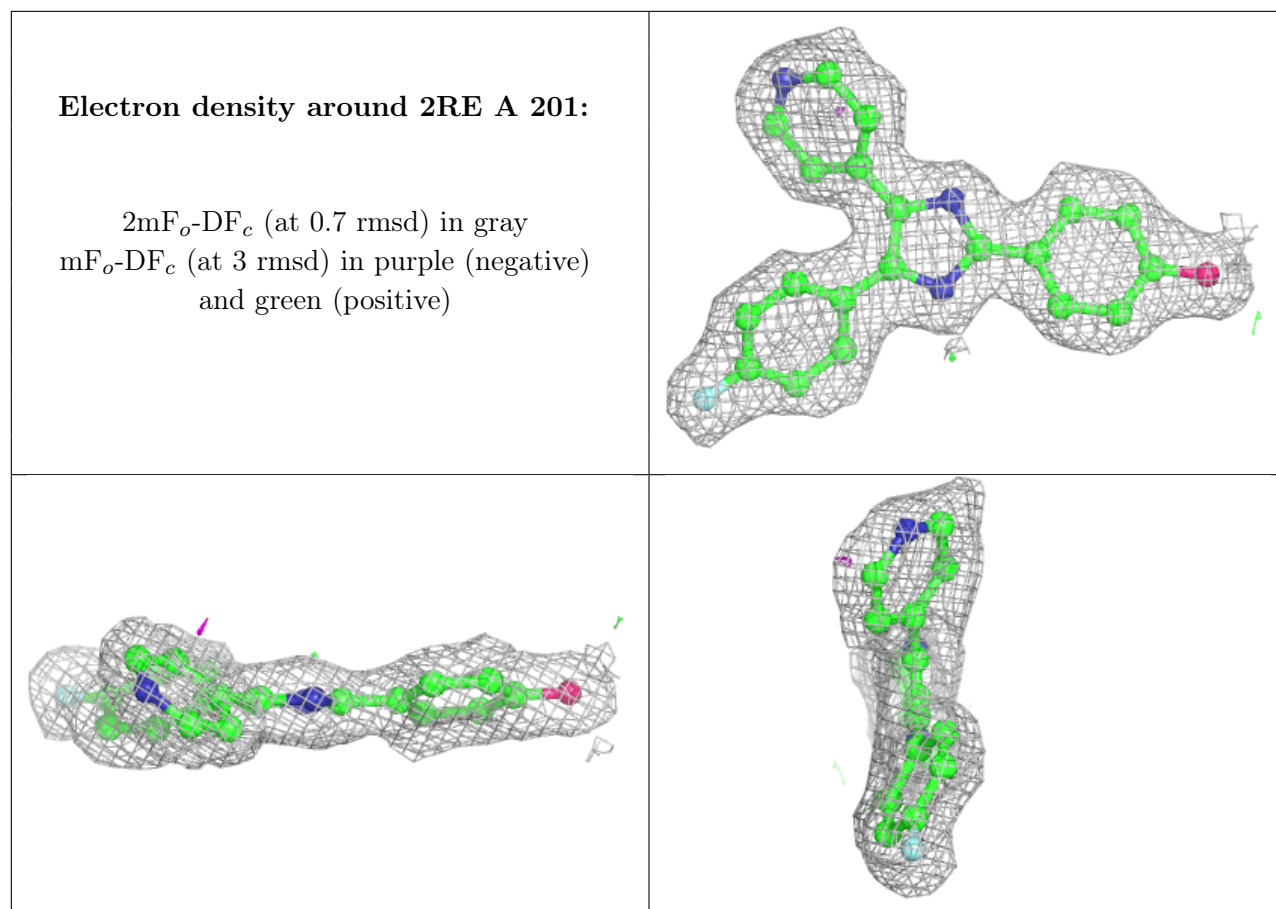 Electron density around 2RE A 201:
2mFₒ-DF𝒸 (at 0.7 rmsd) in gray
mFₒ-DF𝒸 (at 3 rmsd) in purple (negative)
and green (positive)